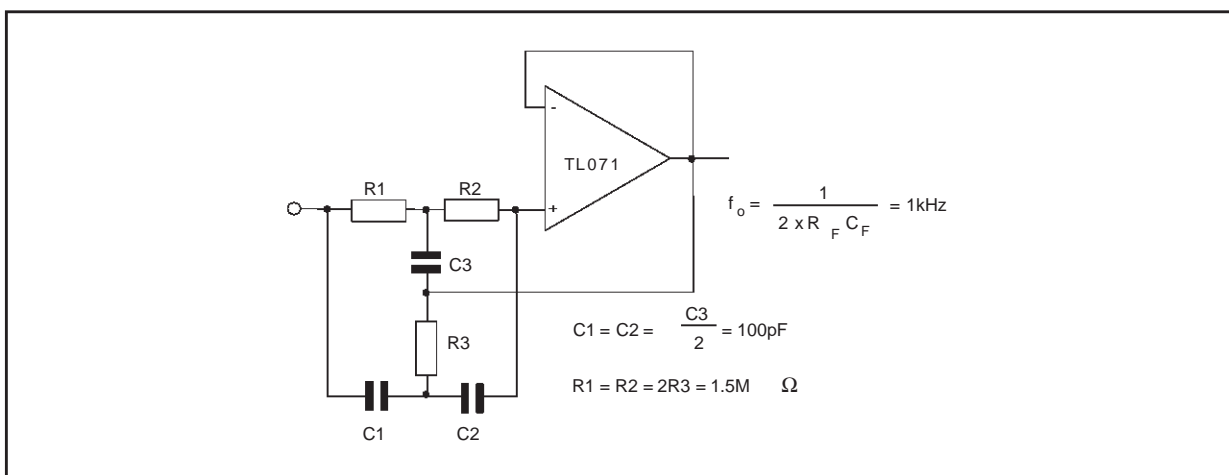 -
TL071
R1
R2
+
f o = 1 / 2 x R F C F = 1kHz
C3
C1 = C2 = C3 / 2 = 100pF
R3
R1 = R2 = 2R3 = 1.5M Ω
C1
C2